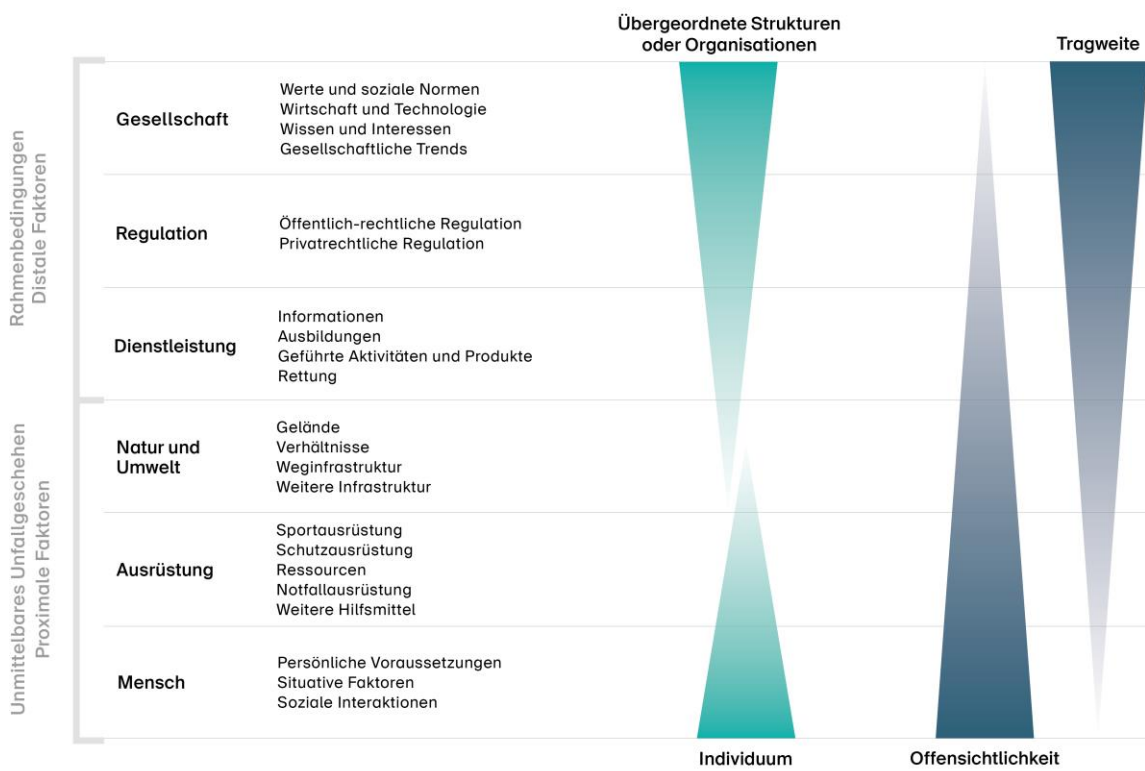 Übergeordnete Strukturen
oder Organisationen
Tragweite
Rahmenbedingungen
Distale Faktoren
Gesellschaft
Werte und soziale Normen
Wirtschaft und Technologie
Wissen und Interessen
Gesellschaftliche Trends
Regulation
Öffentlich-rechtliche Regulation
Privatrechtliche Regulation
Dienstleistung
Informationen
Ausbildungen
Geführte Aktivitäten und Produkte
Rettung
Unmittelbares Unfallgeschehen
Proximale Faktoren
Natur und
Umwelt
Gelände
Verhältnisse
Weginfrastruktur
Weitere Infrastruktur
Ausrüstung
Sportausrüstung
Schutzausrüstung
Ressourcen
Notfallausrüstung
Weitere Hilfsmittel
Mensch
Persönliche Voraussetzungen
Situative Faktoren
Soziale Interaktionen
Individuum
Offensichtlichkeit